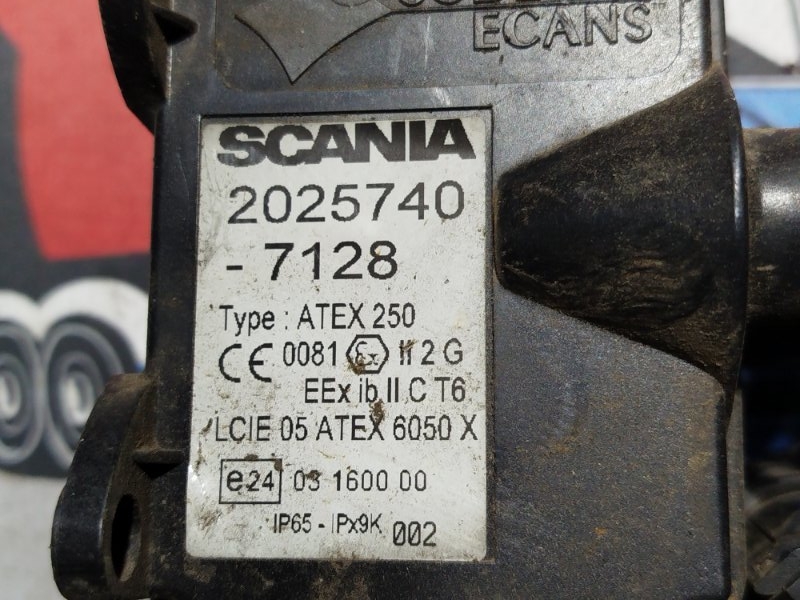 ECANS
SCANIA
2025740
- 7128
Type : ATEX 250
CE 0081 Ex II 2 G
EEx ib II C T6
LCIE 05 ATEX 6050 X
e24 03 1600 00
IP65 - IPx9K 002